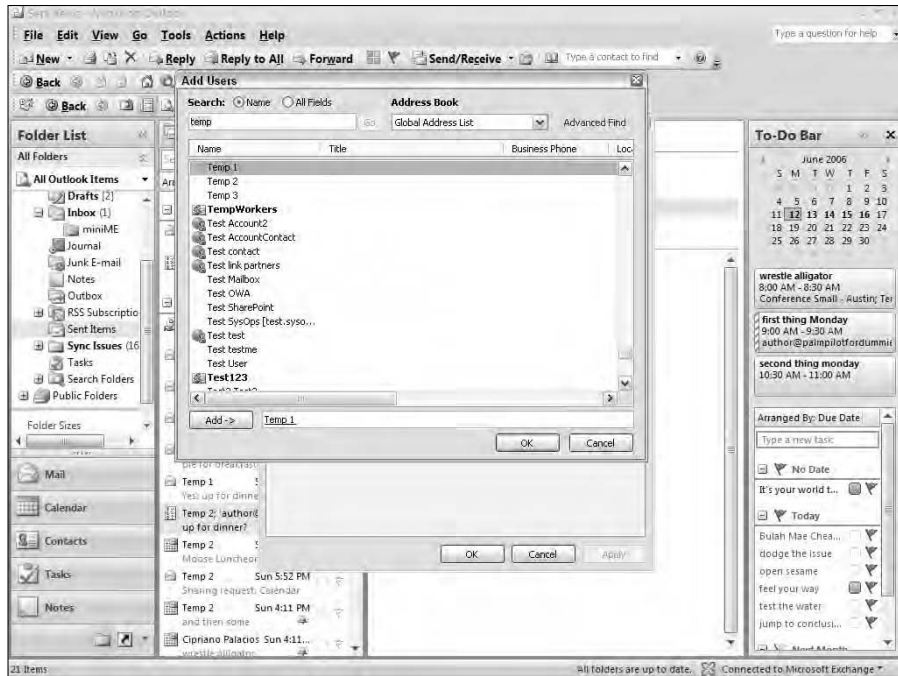 File Edit View Go Tools Actions Help
Type a question for help
New Reply Reply to All Forward Send/Receive Type a contact to find
Back
Back
Add Users
Search: Name All Fields Address Book
temp Go Global Address List Advanced Find
Name Title Business Phone Loc
Temp 1
Temp 2
Temp 3
TempWorkers
Test Account2
Test AccountContact
Test contact
Test link partners
Test Mailbox
Test OWA
Test SharePoint
Test SysOps [test.syso...
Test test
Test testme
Test User
Test123
Add -> Temp 1
OK Cancel
Folder List
All Folders
All Outlook Items
Drafts [2]
Inbox (1)
miniME
Journal
Junk E-mail
Notes
Outbox
RSS Subscriptio
Sent Items
Sync Issues (16
Tasks
Search Folders
Public Folders
Folder Sizes
Mail
Calendar
Contacts
Tasks
Notes
Temp 1
Yes; up for dinne
Temp 2; author@
up for dinner?
Temp 2
Moose Luncheor
Temp 2 Sun 5:52 PM
Sharing request: Calendar
Temp 2 Sun 4:11 PM
and then some
Cipriano Palacios Sun 4:11...
wrestle alligator
OK Cancel Apply
To-Do Bar
June 2006
S M T W T F S
1 2 3
4 5 6 7 8 9 10
11 12 13 14 15 16 17
18 19 20 21 22 23 24
25 26 27 28 29 30
wrestle alligator
8:00 AM - 8:30 AM
Conference Small - Austin; Ter
first thing Monday
9:00 AM - 9:30 AM
author@palmpilotfordummie
second thing monday
10:30 AM - 11:00 AM
Arranged By: Due Date
Type a new task
No Date
It's your world t...
Today
Bulah Mae Chea...
dodge the issue
open sesame
feel your way
test the water
jump to conclusi...
Next Month
21 Items
All folders are up to date. Connected to Microsoft Exchange